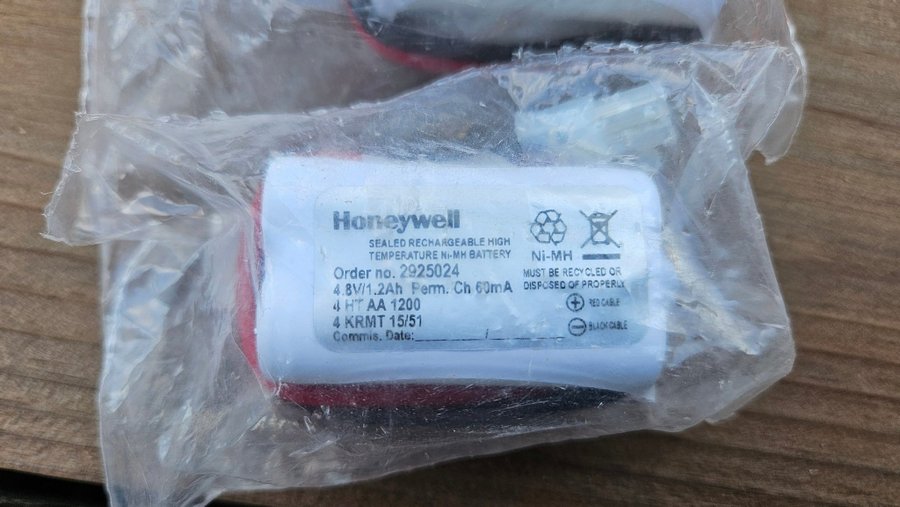 Honeywell
SEALED RECHARGEABLE HIGH
TEMPERATURE Ni-MH BATTERY
Order no. 2925024
4.8V/1.2Ah Perm. Ch 60mA
4 HT AA 1200
4 KRMT 15/51
Commis. Date:____________/____________
Ni-MH
MUST BE RECYCLED OR
DISPOSED OF PROPERLY
+ RED CABLE
- BLACK CABLE